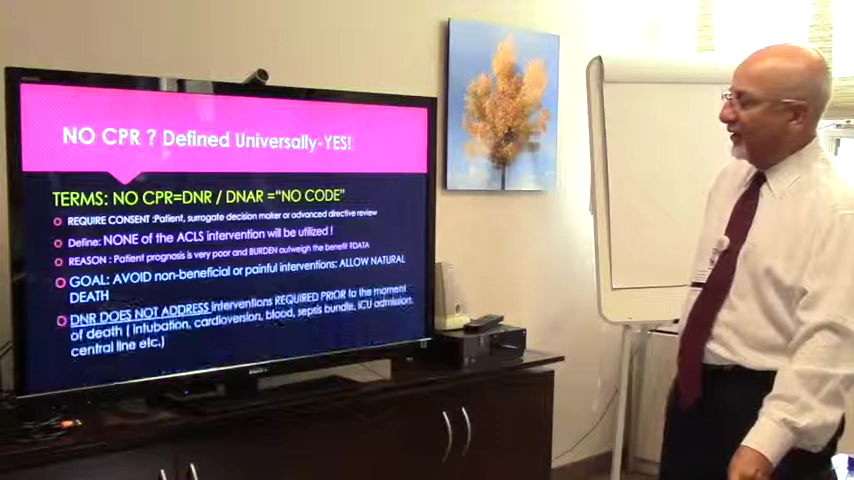 NO CPR ? Defined Universally-YES!
TERMS: NO CPR=DNR / DNAR ="NO CODE"
REQUIRE CONSENT :Patient, surrogate decision maker or advanced directive review
Define: NONE of the ACLS intervention will be utilized !
REASON : Patient prognosis is very poor and BURDEN outweigh the benefit ?DATA
GOAL: AVOID non-beneficial or painful interventions: ALLOW NATURAL
DEATH
DNR DOES NOT ADDRESS interventions REQUIRED PRIOR to the moment
of death ( intubation, cardioversion, blood, sepsis bundle, ICU admission,
central line etc.)
SONY